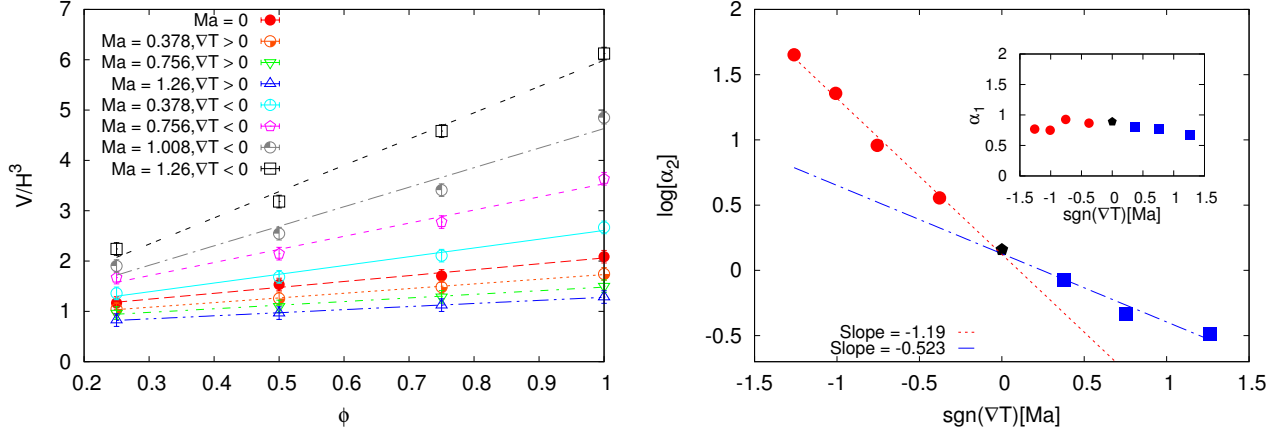 7
6
5
4
3
2
1
0
V/H³
Ma = 0
Ma = 0.378,∇T > 0
Ma = 0.756,∇T > 0
Ma = 1.26,∇T > 0
Ma = 0.378,∇T < 0
Ma = 0.756,∇T < 0
Ma = 1.008,∇T < 0
Ma = 1.26,∇T < 0
0.2 0.3 0.4 0.5 0.6 0.7 0.8 0.9 1
ϕ
2
1.5
1
0.5
0
-0.5
log[α₂]
2
1.5
1
0.5
0
α₁
-1.5 -1 -0.5 0 0.5 1 1.5
sgn(∇T)[Ma]
Slope = -1.19
Slope = -0.523
-1.5 -1 -0.5 0 0.5 1 1.5
sgn(∇T)[Ma]